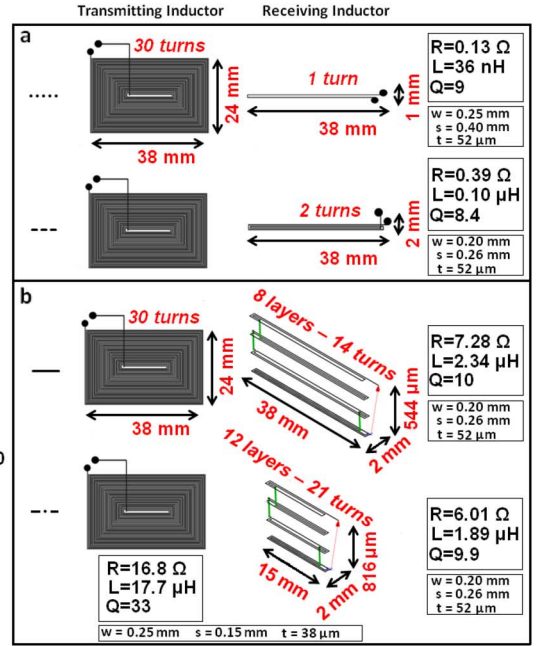 Transmitting Inductor
Receiving Inductor
a
30 turns
24 mm
38 mm
1 turn
1 mm
38 mm
R=0.13 Ω
L=36 nH
Q=9
w = 0.25 mm
s = 0.40 mm
t = 52 µm
2 turns
2 mm
38 mm
R=0.39 Ω
L=0.10 µH
Q=8.4
w = 0.20 mm
s = 0.26 mm
t = 52 µm
b
30 turns
24 mm
38 mm
8 layers – 14 turns
38 mm
2 mm
544 µm
R=7.28 Ω
L=2.34 µH
Q=10
w = 0.20 mm
s = 0.26 mm
t = 52 µm
12 layers – 21 turns
15 mm
2 mm
816 µm
R=6.01 Ω
L=1.89 µH
Q=9.9
w = 0.20 mm
s = 0.26 mm
t = 52 µm
R=16.8 Ω
L=17.7 µH
Q=33
w = 0.25 mm s = 0.15 mm t = 38 µm